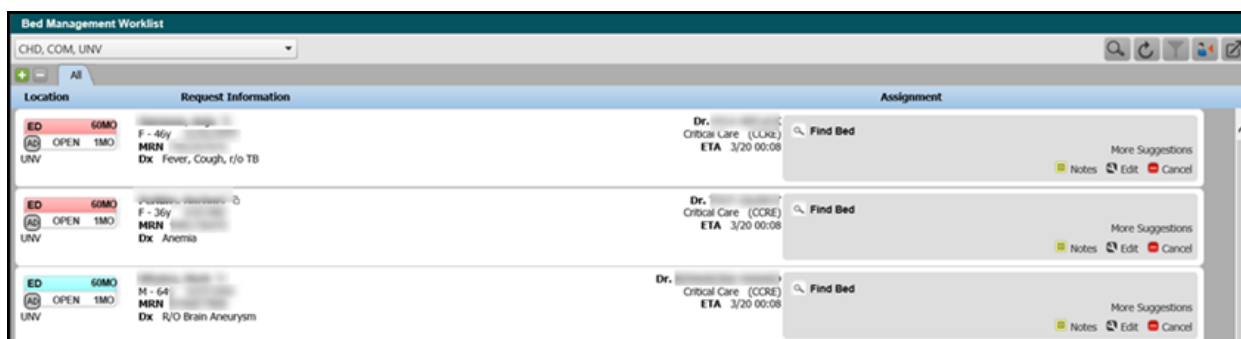 Bed Management Worklist
CHD, COM, UNV
All
Location Request Information Assignment
ED 60MO
AD OPEN 1MO
UNV
F - 46y
MRN
Dx Fever, Cough, r/o TB
Dr.
Critical Care (CCRE)
ETA 3/20 00:08
Find Bed
More Suggestions
Notes Edit Cancel
ED 60MO
AD OPEN 1MO
UNV
F - 36y
MRN
Dx Anemia
Dr.
Critical Care (CCRE)
ETA 3/20 00:08
Find Bed
More Suggestions
Notes Edit Cancel
ED 60MO
AD OPEN 1MO
UNV
M - 64
MRN
Dx R/O Brain Aneurysm
Dr.
Critical Care (CCRE)
ETA 3/20 00:08
Find Bed
More Suggestions
Notes Edit Cancel